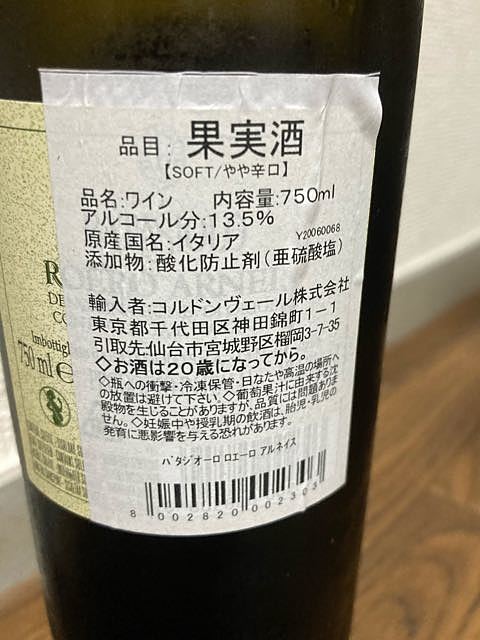 品目: 果実酒
【SOFT/やや辛口】
品名:ワイン 内容量:750ml
アルコール分:13.5%
原産国名:イタリア Y20060068
添加物:酸化防止剤(亜硫酸塩)
輸入者:コルドンヴェール株式会社
東京都千代田区神田錦町1-1
引取先:仙台市宮城野区榴岡3-7-35
◇お酒は20歳になってから。
◇瓶への衝撃・冷凍保管・日なたや高温の場所へ
の放置は避けて下さい。◇葡萄果汁に由来する沈
殿物を生じることがありますが、品質には問題ありま
せん。◇妊娠中や授乳期の飲酒は、胎児・乳児の
発育に悪影響を与える恐れがあります。
パタジオーロ ロエーロ アルネイス
8 002820 002303
R
DE
CO
Imbottigl
750 ml e